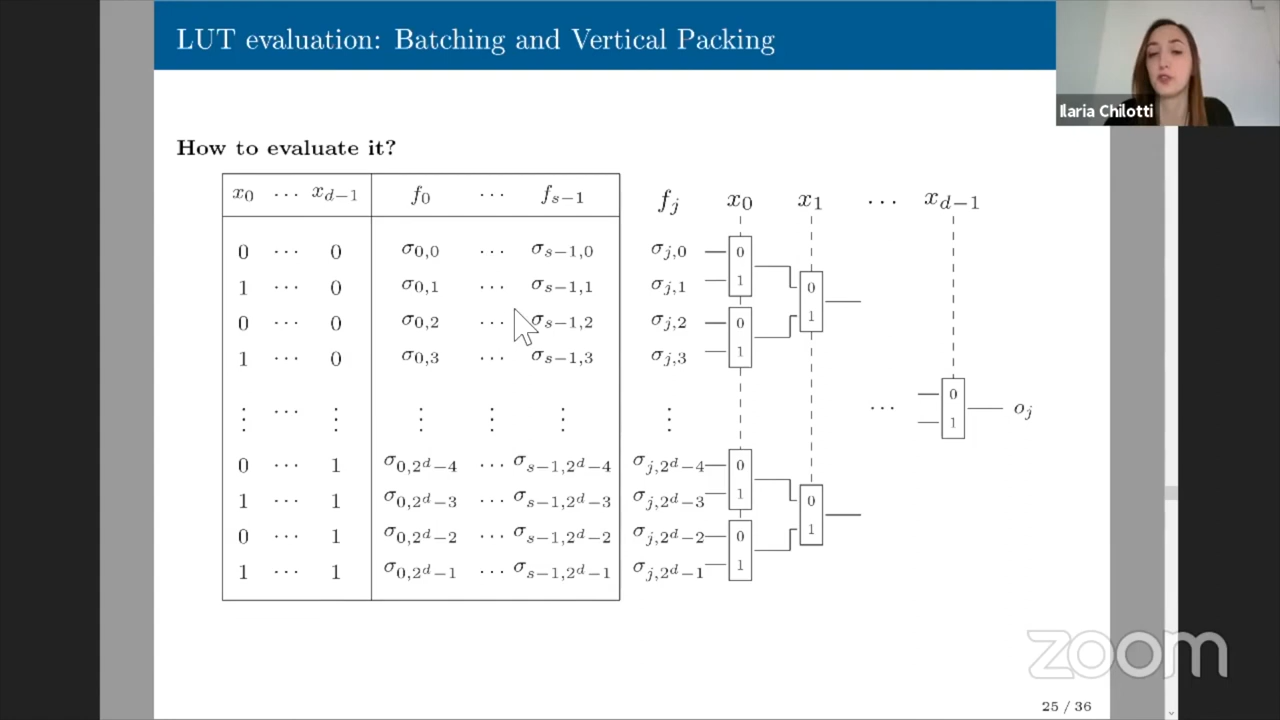 LUT evaluation: Batching and Vertical Packing
Ilaria Chilotti
How to evaluate it?
x_0 ··· x_{d−1} f_0 ··· f_{s−1} f_j x_0 x_1 ··· x_{d−1}
0 ··· 0 σ_{0,0} ··· σ_{s−1,0} σ_{j,0} 0
1 ··· 0 σ_{0,1} ··· σ_{s−1,1} σ_{j,1} 1 0
0 ··· 0 σ_{0,2} ··· σ_{s−1,2} σ_{j,2} 0 1
1 ··· 0 σ_{0,3} ··· σ_{s−1,3} σ_{j,3} 1
0
⋮ ··· ⋮ ⋮ ⋮ ⋮ ⋮ ··· o_j
1
0 ··· 1 σ_{0,2^d−4} ··· σ_{s−1,2^d−4} σ_{j,2^d−4} 0
1 ··· 1 σ_{0,2^d−3} ··· σ_{s−1,2^d−3} σ_{j,2^d−3} 1 0
0 ··· 1 σ_{0,2^d−2} ··· σ_{s−1,2^d−2} σ_{j,2^d−2} 0 1
1 ··· 1 σ_{0,2^d−1} ··· σ_{s−1,2^d−1} σ_{j,2^d−1} 1
zoom
25 / 36